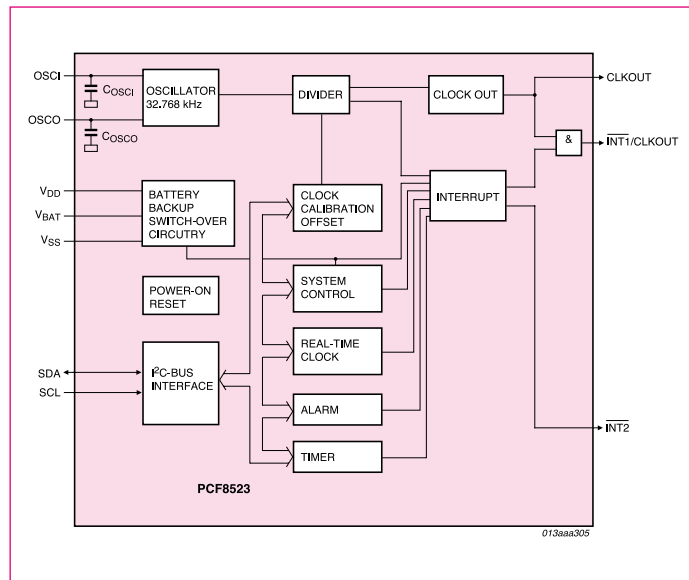 OSCI
OSCO
C_OSCI
C_OSCO
OSCILLATOR
32.768 kHz
DIVIDER
CLOCK OUT
CLKOUT
&
INT1/CLKOUT
V_DD
V_BAT
V_SS
BATTERY
BACKUP
SWITCH-OVER
CIRCUTRY
CLOCK
CALIBRATION
OFFSET
INTERRUPT
POWER-ON
RESET
SYSTEM
CONTROL
REAL-TIME
CLOCK
SDA
SCL
I²C-BUS
INTERFACE
ALARM
TIMER
INT2
PCF8523
013aaa305